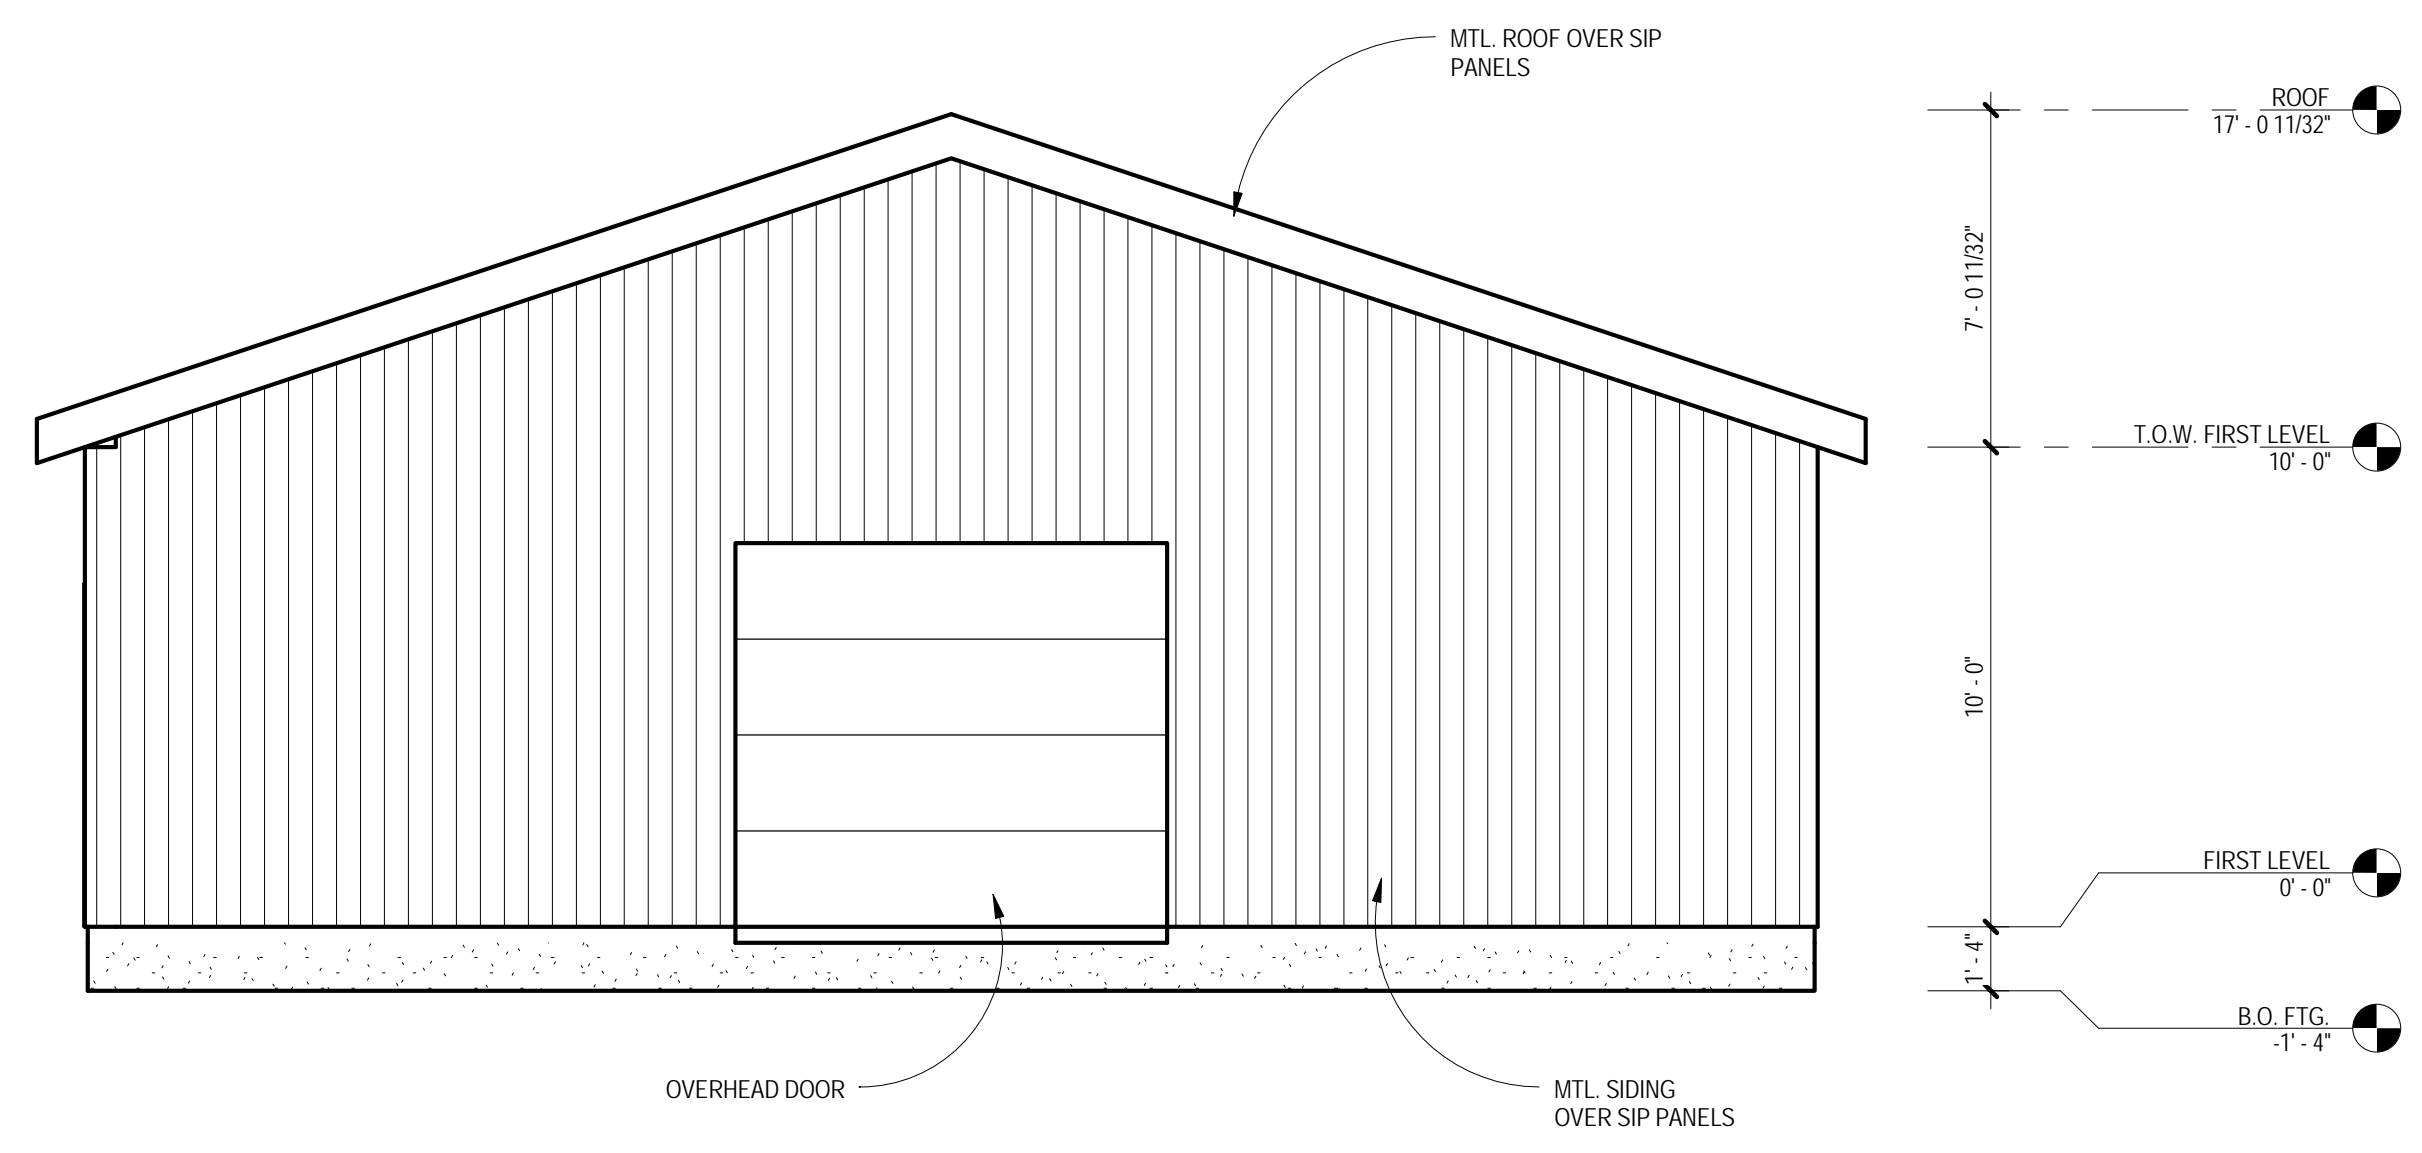 MTL. ROOF OVER SIP
PANELS
ROOF
17' - 0 11/32"
7' - 0 11/32"
T.O.W. FIRST LEVEL
10' - 0"
10' - 0"
FIRST LEVEL
0' - 0"
1' - 4"
B.O. FTG.
-1' - 4"
OVERHEAD DOOR
MTL. SIDING
OVER SIP PANELS